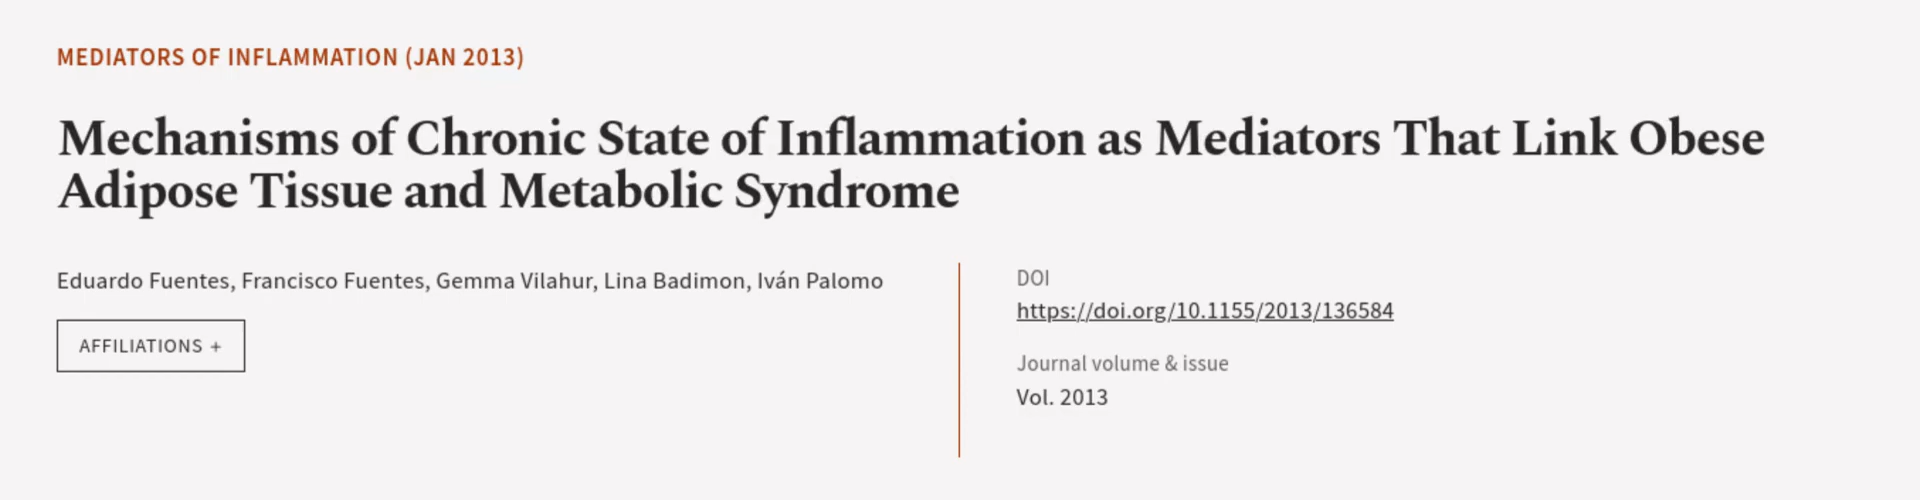 MEDIATORS OF INFLAMMATION (JAN 2013)
Mechanisms of Chronic State of Inflammation as Mediators That Link Obese
Adipose Tissue and Metabolic Syndrome
Eduardo Fuentes, Francisco Fuentes, Gemma Vilahur, Lina Badimon, Iván Palomo
AFFILIATIONS +
DOI
https://doi.org/10.1155/2013/136584
Journal volume & issue
Vol. 2013